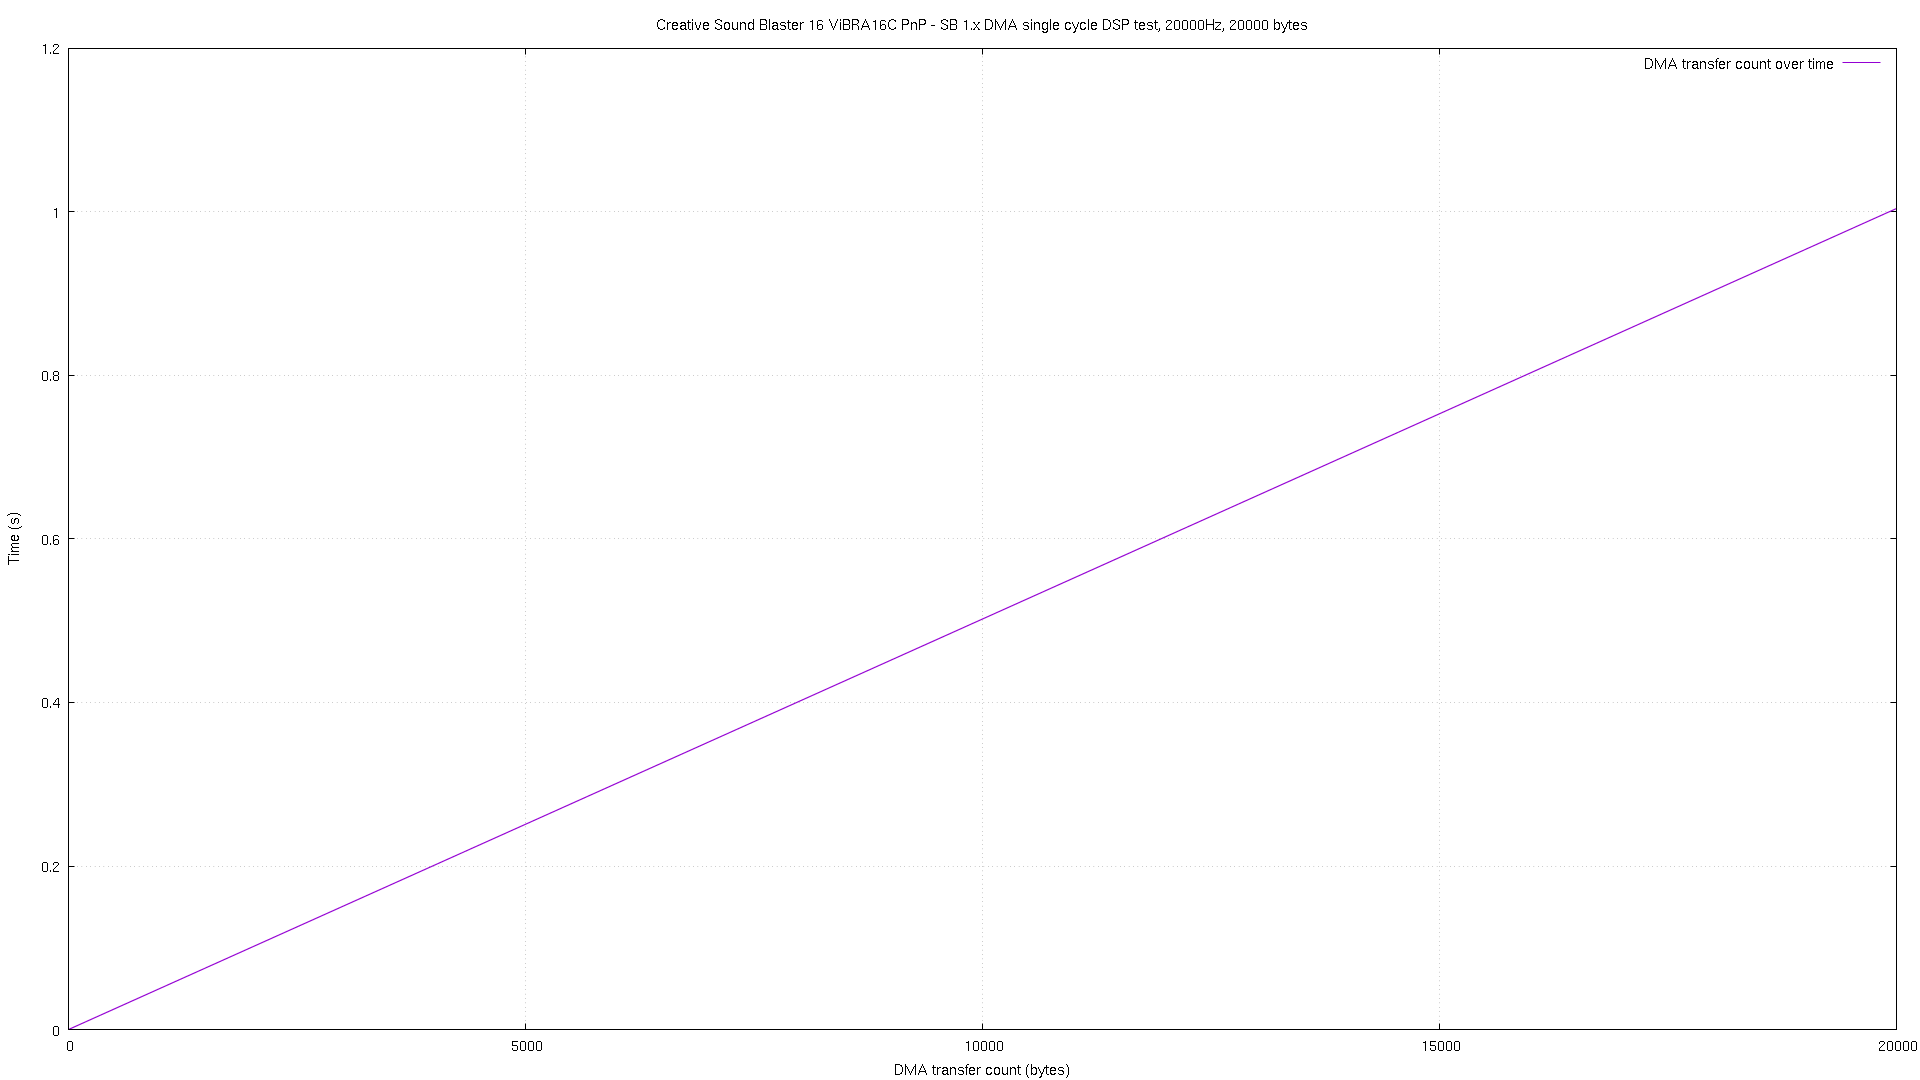 Creative Sound Blaster 16 ViBRA16C PnP - SB 1.x DMA single cycle DSP test, 20000Hz, 20000 bytes
DMA transfer count over time
1.2
1
0.8
0.6
0.4
0.2
0
Time (s)
0 5000 10000 15000 20000
DMA transfer count (bytes)